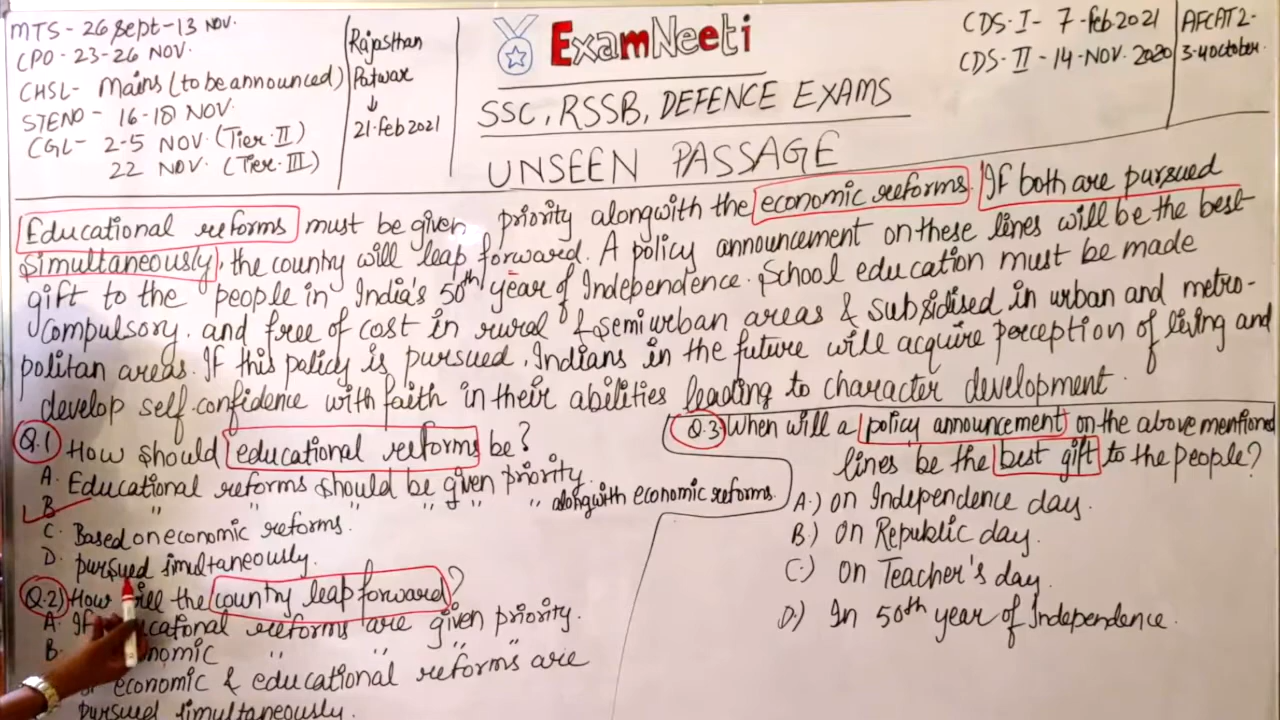 MTS - 26 Sept - 13 NOV.
CPO - 23-26 NOV.
CHSL - Mains (to be announced)
STENO - 16-18 NOV.
CGL - 2-5 NOV. (Tier-II)
22 NOV. (Tier-III)
Rajasthan
Patwar
↓
21-Feb 2021
ExamNeeti
SSC, RSSB, DEFENCE EXAMS
UNSEEN PASSAGE
CDS-I - 7-Feb 2021
CDS-II - 14-NOV. 2020
AFCAT 2-
3-4 october.
Educational reforms must be given priority alongwith the economic reforms. If both are pursued
simultaneously, the country will leap forward. A policy announcement on these lines will be the best
gift to the people in India's 50th year of Independence. School education must be made
compulsory. and free of cost in rural & semi urban areas & subsidised in urban and metro-
politan areas. If this policy is pursued, Indians in the future will acquire perception of living and
develop self-confidence with faith in their abilities leading to character development.
Q.1 How should educational reforms be?
A. Educational reforms should be given priority.
B. " " " " " alongwith economic reforms.
C. Based on economic reforms.
D. pursued simultaneously.
Q.2) How will the country leap forward?
A. If educational reforms are given priority.
B. " " "
economic & educational reforms are
pursued simultaneously.
Q.3 When will a policy announcement on the above mentioned
lines be the best gift to the people?
A.) on Independence day.
B.) on Republic day.
C.) on Teacher's day.
D.) In 50th year of Independence.